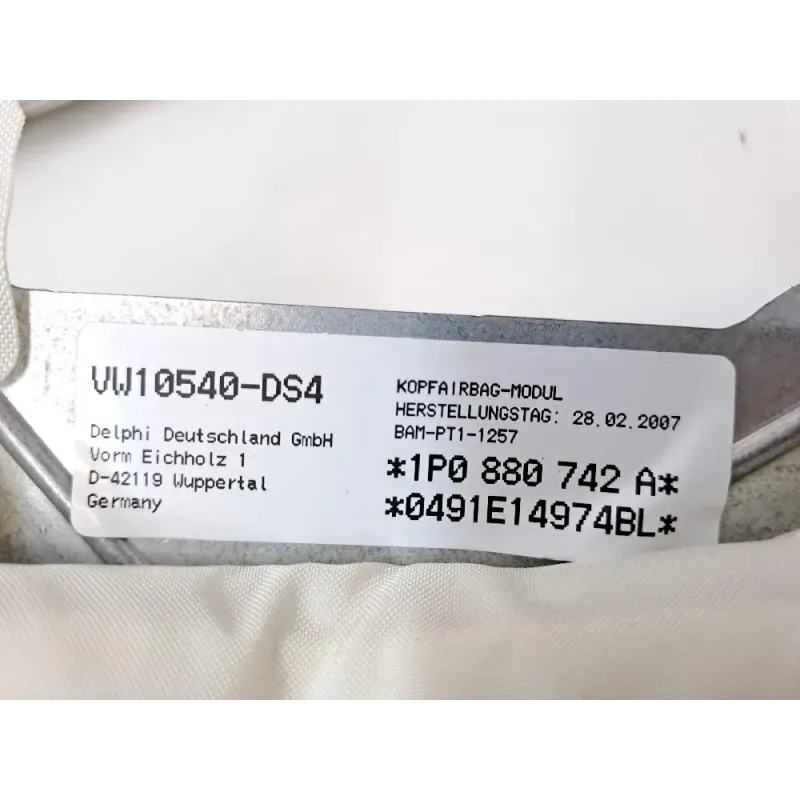 VW10540-DS4
Delphi Deutschland GmbH
Vorm Eichholz 1
D-42119 Wuppertal
Germany
KOPFAIRBAG-MODUL
HERSTELLUNGSTAG: 28.02.2007
BAM-PT1-1257
*1P0 880 742 A*
*0491E14974BL*